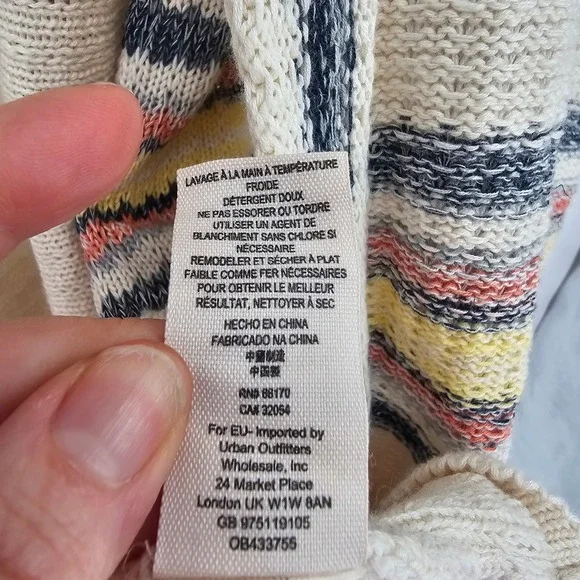 LAVAGE À LA MAIN À TEMPÉRATURE
FROIDE
DÉTERGENT DOUX
NE PAS ESSORER OU TORDRE
UTILISER UN AGENT DE
BLANCHIMENT SANS CHLORE SI
NÉCESSAIRE
REMODELER ET SÉCHER À PLAT
FAIBLE COMME FER NÉCESSAIRES
POUR OBTENIR LE MEILLEUR
RÉSULTAT, NETTOYER À SEC
HECHO EN CHINA
FABRICADO NA CHINA
中國製造
中国製
RN# 66170
CA# 32054
For EU- Imported by
Urban Outfitters
Wholesale, Inc
24 Market Place
London UK W1W 8AN
GB 975119105
OB433755